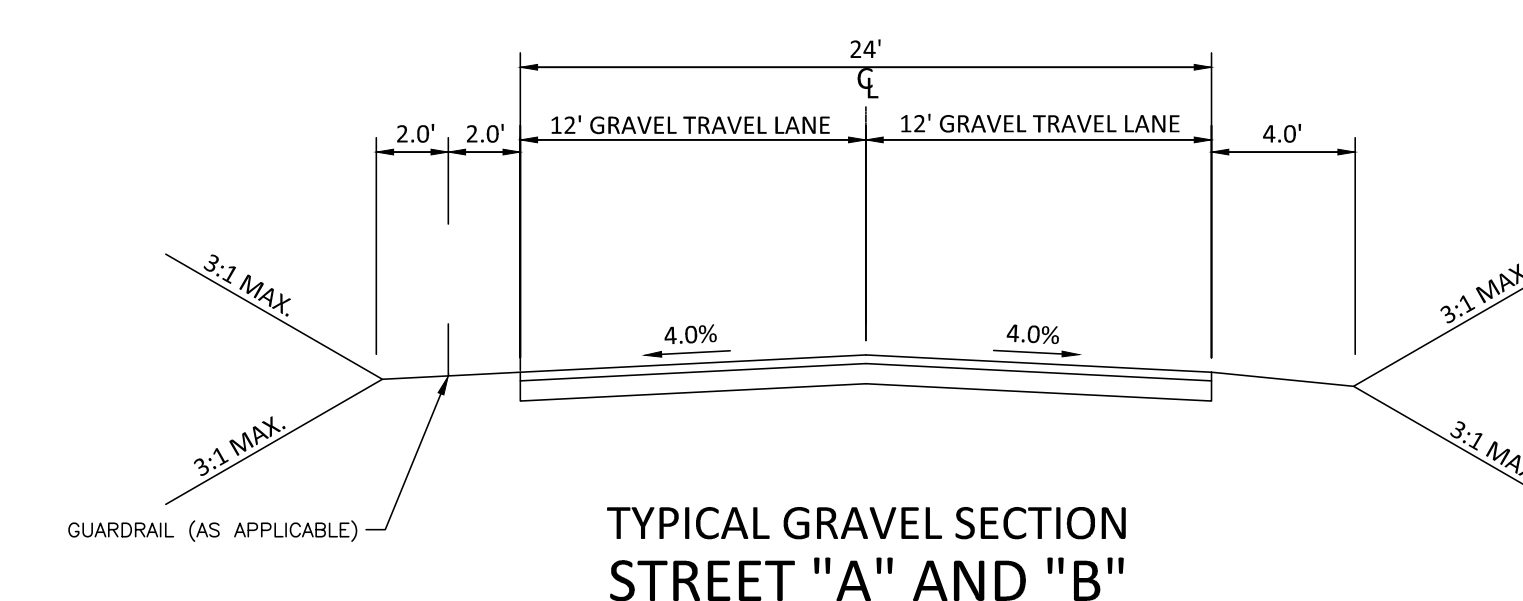 24'
℄
2.0' 2.0' 12' GRAVEL TRAVEL LANE 12' GRAVEL TRAVEL LANE 4.0'
3:1 MAX. 3:1 MAX
4.0% 4.0%
3:1 MAX. 3:1 MA
GUARDRAIL (AS APPLICABLE)
TYPICAL GRAVEL SECTION
STREET "A" AND "B"